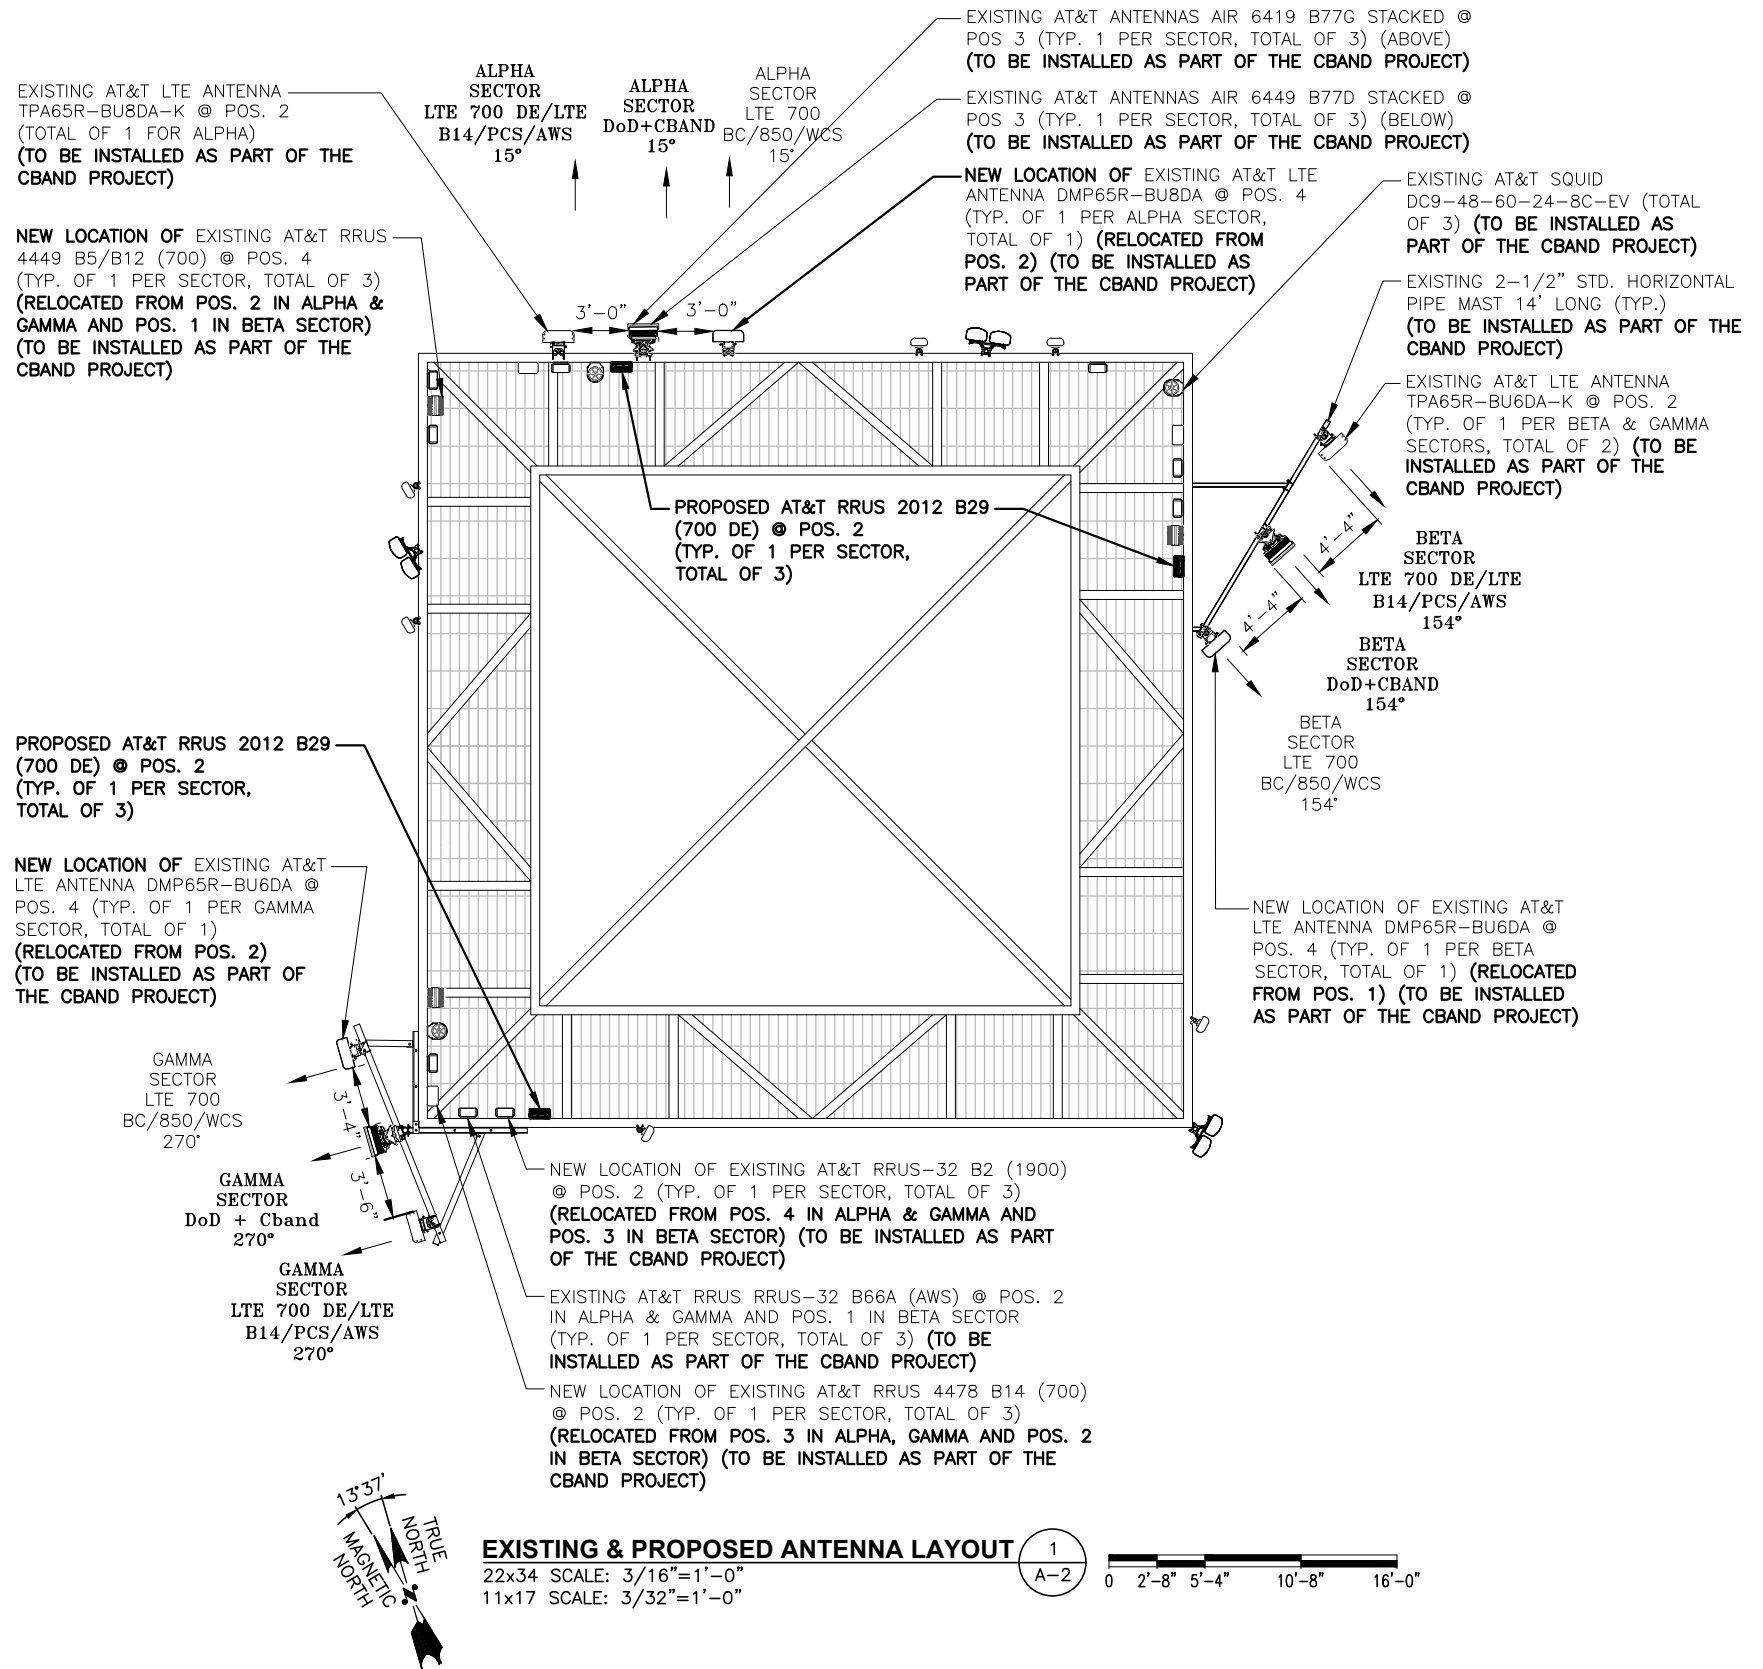 EXISTING AT&T ANTENNAS AIR 6419 B77G STACKED @
POS 3 (TYP. 1 PER SECTOR, TOTAL OF 3) (ABOVE)
(TO BE INSTALLED AS PART OF THE CBAND PROJECT)
EXISTING AT&T LTE ANTENNA
TPA65R-BU8DA-K @ POS. 2
(TOTAL OF 1 FOR ALPHA)
(TO BE INSTALLED AS PART OF THE
CBAND PROJECT)
ALPHA
SECTOR
LTE 700 DE/LTE
B14/PCS/AWS
15°
ALPHA
SECTOR
DoD+CBAND
15°
ALPHA
SECTOR
LTE 700
BC/850/WCS
15°
EXISTING AT&T ANTENNAS AIR 6449 B77D STACKED @
POS 3 (TYP. 1 PER SECTOR, TOTAL OF 3) (BELOW)
(TO BE INSTALLED AS PART OF THE CBAND PROJECT)
NEW LOCATION OF EXISTING AT&T LTE
ANTENNA DMP65R-BU8DA @ POS. 4
(TYP. OF 1 PER ALPHA SECTOR,
TOTAL OF 1) (RELOCATED FROM
POS. 2) (TO BE INSTALLED AS
PART OF THE CBAND PROJECT)
EXISTING AT&T SQUID
DC9-48-60-24-8C-EV (TOTAL
OF 3) (TO BE INSTALLED AS
PART OF THE CBAND PROJECT)
NEW LOCATION OF EXISTING AT&T RRUS
4449 B5/B12 (700) @ POS. 4
(TYP. OF 1 PER SECTOR, TOTAL OF 3)
(RELOCATED FROM POS. 2 IN ALPHA &
GAMMA AND POS. 1 IN BETA SECTOR)
(TO BE INSTALLED AS PART OF THE
CBAND PROJECT)
3'-0"
3'-0"
EXISTING 2-1/2" STD. HORIZONTAL
PIPE MAST 14' LONG (TYP.)
(TO BE INSTALLED AS PART OF THE
CBAND PROJECT)
EXISTING AT&T LTE ANTENNA
TPA65R-BU6DA-K @ POS. 2
(TYP. OF 1 PER BETA & GAMMA
SECTORS, TOTAL OF 2) (TO BE
INSTALLED AS PART OF THE
CBAND PROJECT)
PROPOSED AT&T RRUS 2012 B29
(700 DE) @ POS. 2
(TYP. OF 1 PER SECTOR,
TOTAL OF 3)
4'-4"
4'-4"
BETA
SECTOR
LTE 700 DE/LTE
B14/PCS/AWS
154°
BETA
SECTOR
DoD+CBAND
154°
BETA
SECTOR
LTE 700
BC/850/WCS
154°
PROPOSED AT&T RRUS 2012 B29
(700 DE) @ POS. 2
(TYP. OF 1 PER SECTOR,
TOTAL OF 3)
NEW LOCATION OF EXISTING AT&T
LTE ANTENNA DMP65R-BU6DA @
POS. 4 (TYP. OF 1 PER GAMMA
SECTOR, TOTAL OF 1)
(RELOCATED FROM POS. 2)
(TO BE INSTALLED AS PART OF
THE CBAND PROJECT)
NEW LOCATION OF EXISTING AT&T
LTE ANTENNA DMP65R-BU6DA @
POS. 4 (TYP. OF 1 PER BETA
SECTOR, TOTAL OF 1) (RELOCATED
FROM POS. 1) (TO BE INSTALLED
AS PART OF THE CBAND PROJECT)
GAMMA
SECTOR
LTE 700
BC/850/WCS
270°
3'-4"
3'-6"
GAMMA
SECTOR
DoD + Cband
270°
GAMMA
SECTOR
LTE 700 DE/LTE
B14/PCS/AWS
270°
NEW LOCATION OF EXISTING AT&T RRUS-32 B2 (1900)
@ POS. 2 (TYP. OF 1 PER SECTOR, TOTAL OF 3)
(RELOCATED FROM POS. 4 IN ALPHA & GAMMA AND
POS. 3 IN BETA SECTOR) (TO BE INSTALLED AS PART
OF THE CBAND PROJECT)
EXISTING AT&T RRUS RRUS-32 B66A (AWS) @ POS. 2
IN ALPHA & GAMMA AND POS. 1 IN BETA SECTOR
(TYP. OF 1 PER SECTOR, TOTAL OF 3) (TO BE
INSTALLED AS PART OF THE CBAND PROJECT)
NEW LOCATION OF EXISTING AT&T RRUS 4478 B14 (700)
@ POS. 2 (TYP. OF 1 PER SECTOR, TOTAL OF 3)
(RELOCATED FROM POS. 3 IN ALPHA, GAMMA AND POS. 2
IN BETA SECTOR) (TO BE INSTALLED AS PART OF THE
CBAND PROJECT)
13°37'
TRUE
NORTH
MAGNETIC
NORTH
N
EXISTING & PROPOSED ANTENNA LAYOUT
22x34 SCALE: 3/16"=1'-0"
11x17 SCALE: 3/32"=1'-0"
1
A-2
0 2'-8" 5'-4" 10'-8" 16'-0"